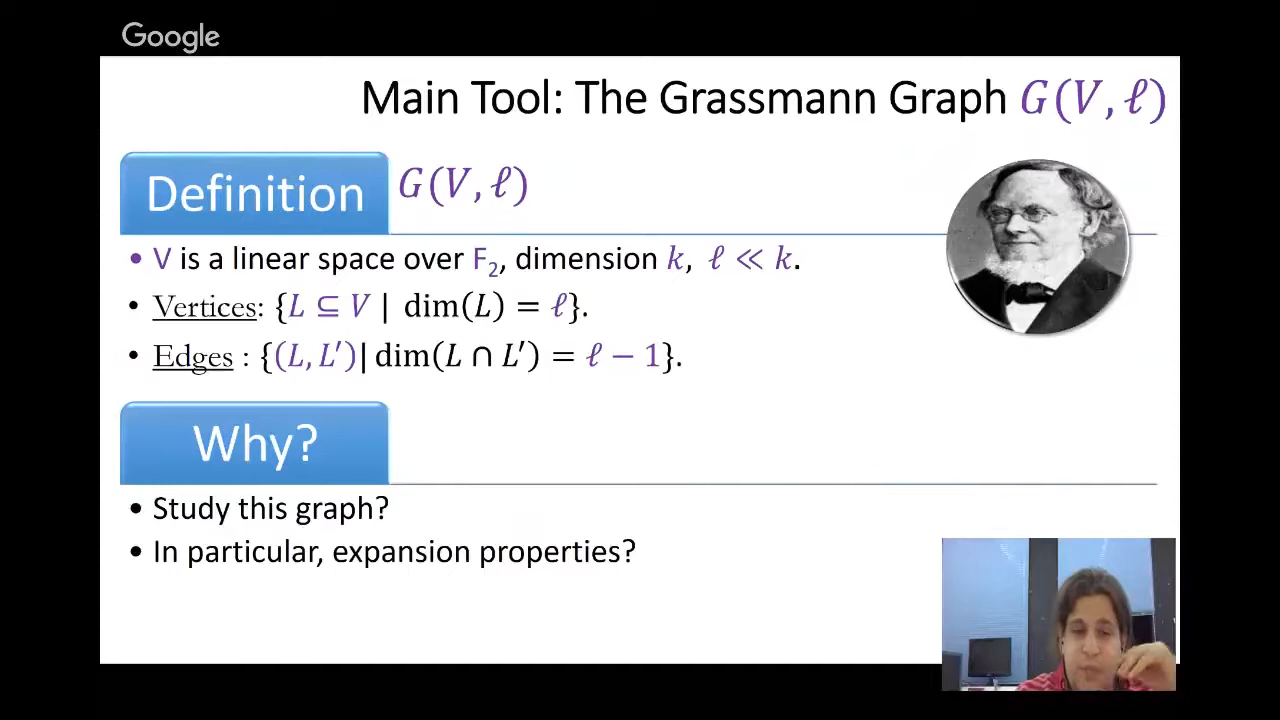 Google
Main Tool: The Grassmann Graph G(V, ℓ)
Definition G(V, ℓ)
• V is a linear space over F₂, dimension k, ℓ ≪ k.
• Vertices: {L ⊆ V | dim(L) = ℓ}.
• Edges : {(L, L′)| dim(L ∩ L′) = ℓ − 1}.
Why?
• Study this graph?
• In particular, expansion properties?